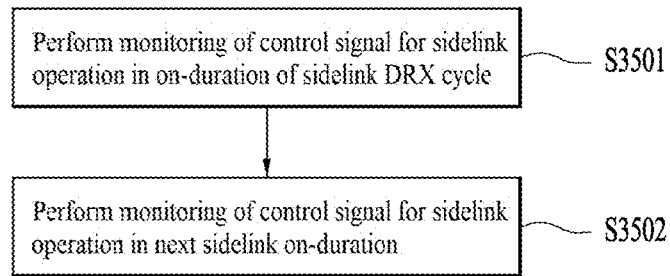 Perform monitoring of control signal for sidelink
operation in on-duration of sidelink DRX cycle
S3501
Perform monitoring of control signal for sidelink
operation in next sidelink on-duration
S3502